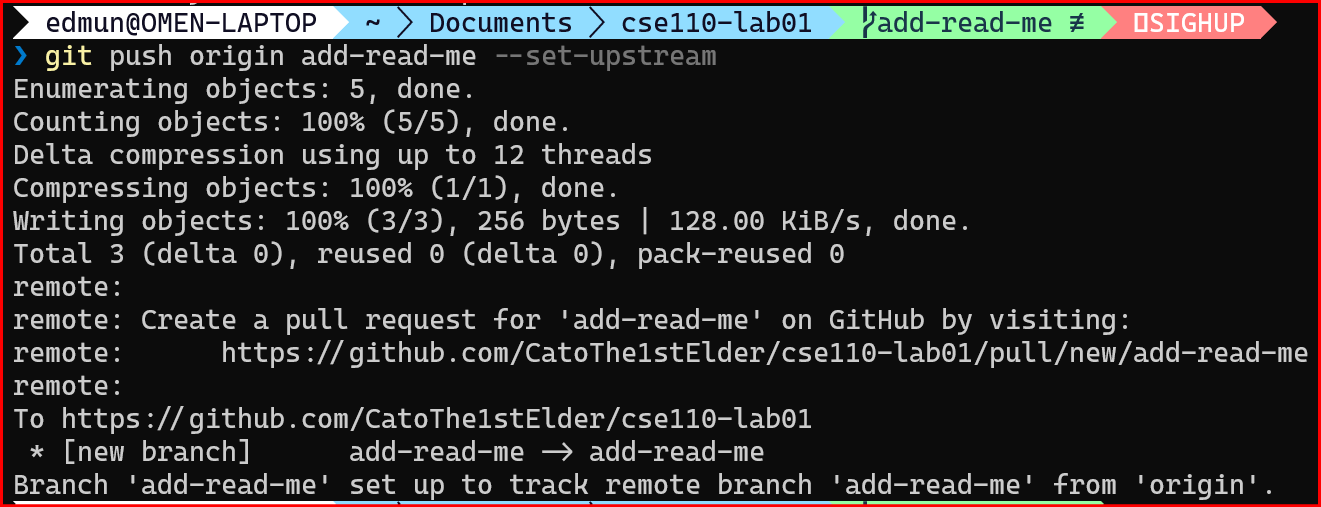 edmun@OMEN-LAPTOP ~ Documents cse110-lab01 add-read-me ≢ SIGHUP
❯ git push origin add-read-me --set-upstream
Enumerating objects: 5, done.
Counting objects: 100% (5/5), done.
Delta compression using up to 12 threads
Compressing objects: 100% (1/1), done.
Writing objects: 100% (3/3), 256 bytes | 128.00 KiB/s, done.
Total 3 (delta 0), reused 0 (delta 0), pack-reused 0
remote:
remote: Create a pull request for 'add-read-me' on GitHub by visiting:
remote:      https://github.com/CatoThe1stElder/cse110-lab01/pull/new/add-read-me
remote:
To https://github.com/CatoThe1stElder/cse110-lab01
 * [new branch]      add-read-me -> add-read-me
Branch 'add-read-me' set up to track remote branch 'add-read-me' from 'origin'.